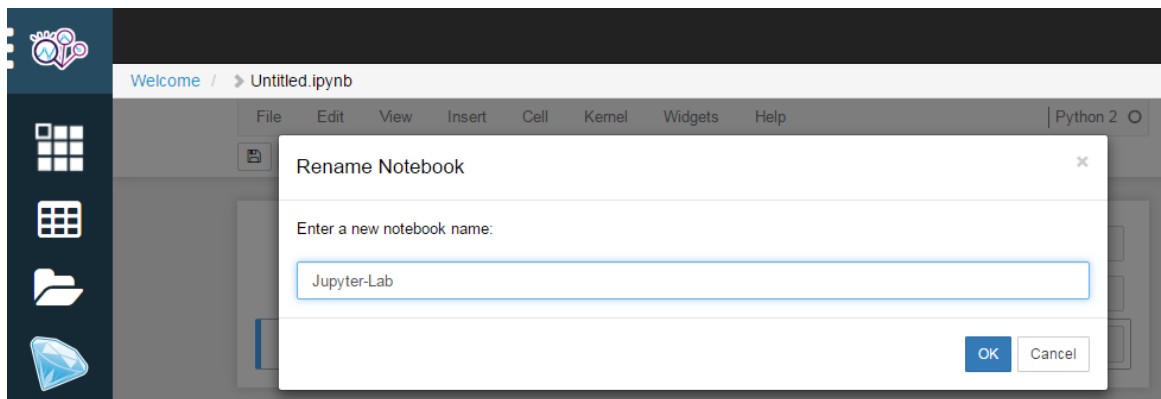 Welcome / > Untitled.ipynb
File Edit View Insert Cell Kernel Widgets Help Python 2
Rename Notebook ×
Enter a new notebook name:
Jupyter-Lab
OK Cancel